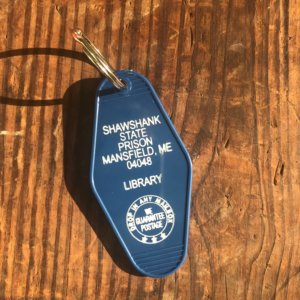 SHAWSHANK
STATE
PRISON
MANSFIELD, ME
04048
LIBRARY
DROP IN ANY MAILBOX
WE
GUARANTEE
POSTAGE